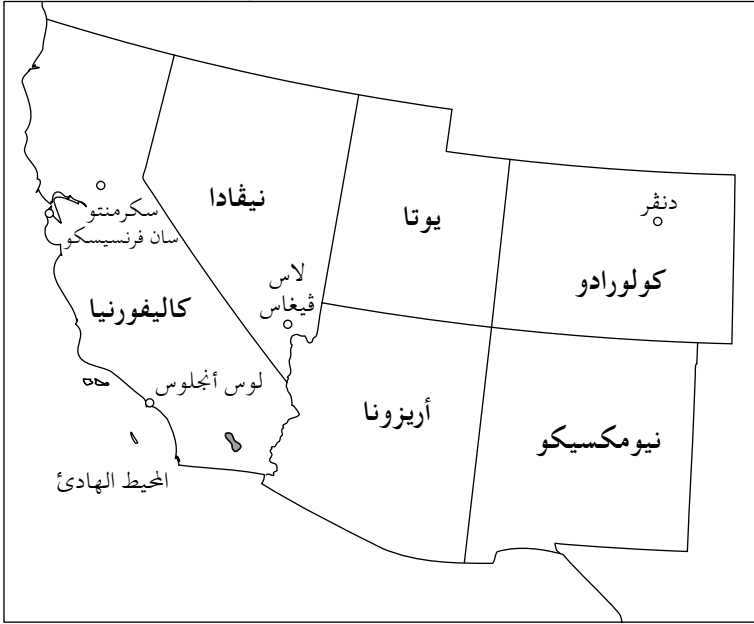 دنڤر
نيڤادا
سكرمنتو
يوتا
سان فرنسيسكو
لاس
ڤيغاس
كولورادو
كاليفورنيا
لوس أنجلوس
أريزونا
نيومكسيكو
المحيط الهادئ